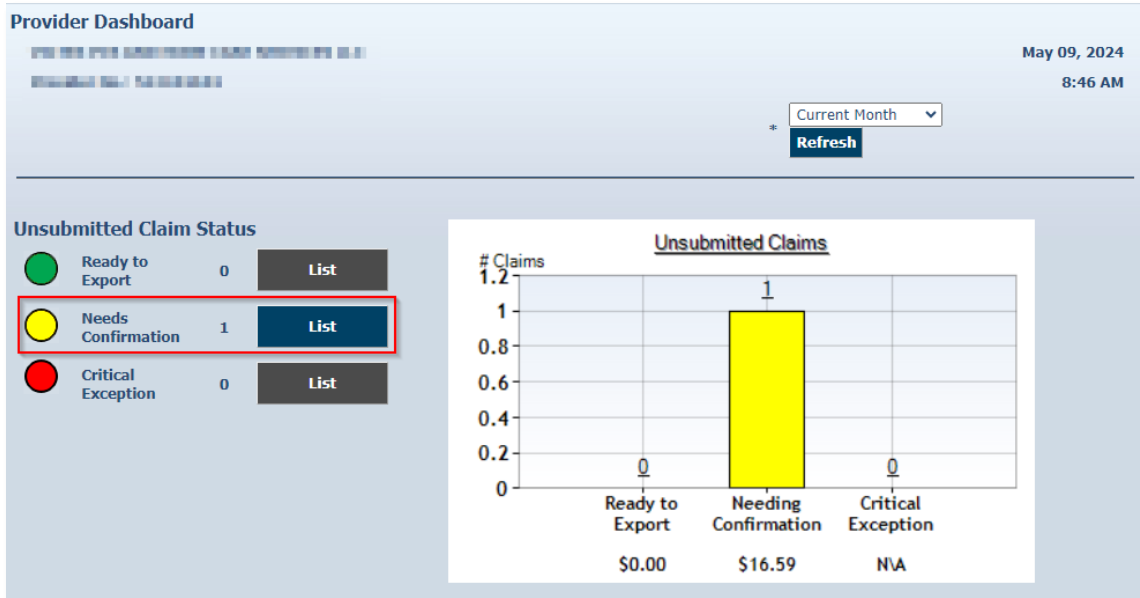 Provider Dashboard
May 09, 2024
8:46 AM
* Current Month
Refresh
Unsubmitted Claim Status
Ready to
Export
0
List
Needs
Confirmation
1
List
Critical
Exception
0
List
Unsubmitted Claims
# Claims
1.2
1
0.8
0.6
0.4
0.2
0
0
1
0
Ready to
Export
Needing
Confirmation
Critical
Exception
$0.00
$16.59
N\A